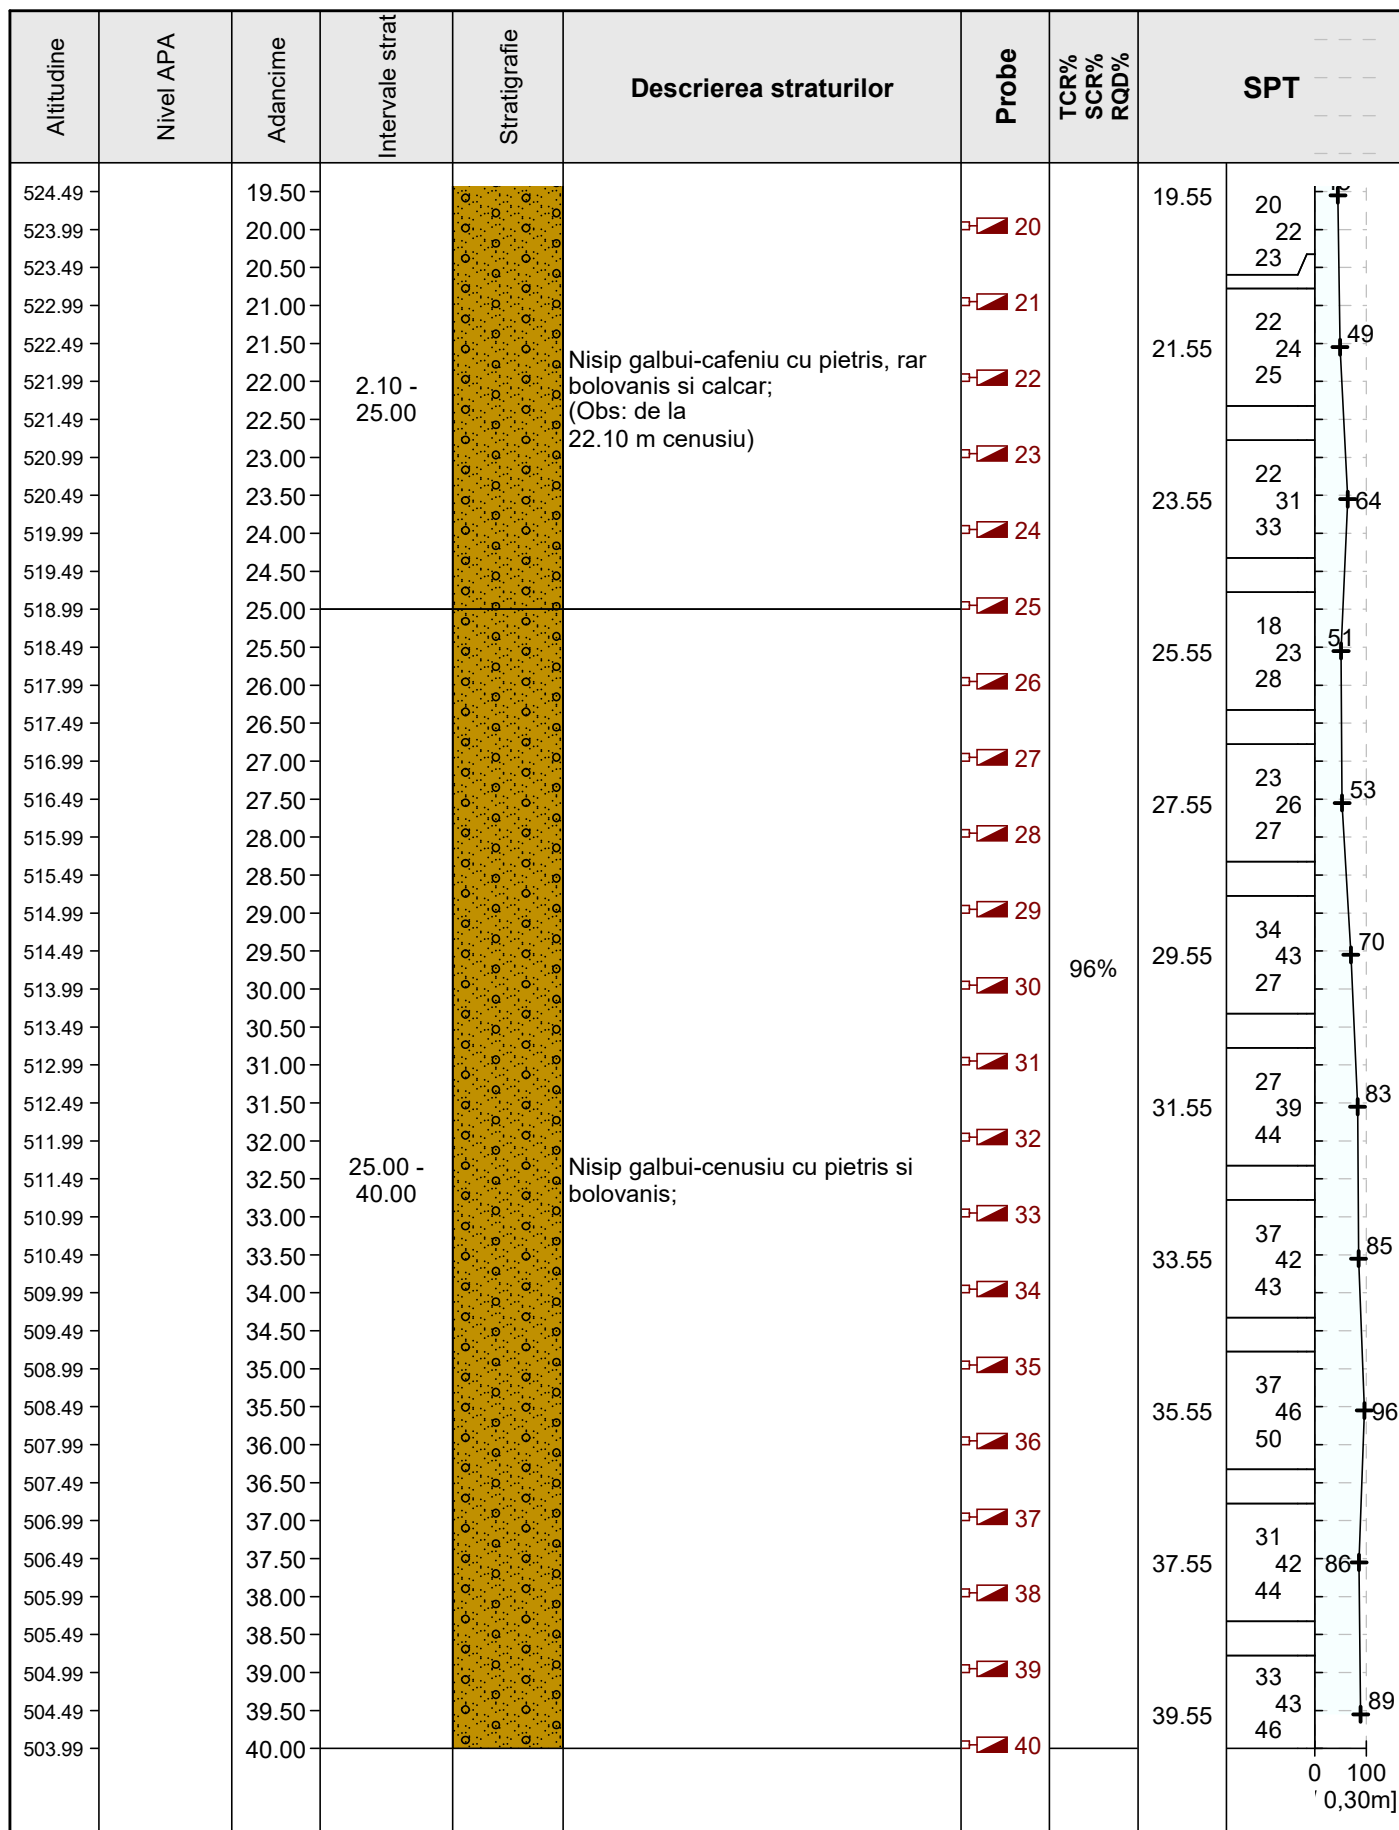 Altitudine
Nivel APA
Adancime
Intervale strat
Stratigrafie
Descrierea straturilor
Probe
TCR%
SCR%
RQD%
SPT
524.49 19.50 19.55 20
523.99 20.00 20 22
523.49 20.50 23
522.99 21.00 21
522.49 21.50 21.55 22 24 25 49
521.99 22.00 22
521.49 22.50
2.10 -
25.00
Nisip galbui-cafeniu cu pietris, rar
bolovanis si calcar;
(Obs: de la
22.10 m cenusiu)
520.99 23.00 23
520.49 23.50 23.55 22 31 33 64
519.99 24.00 24
519.49 24.50
518.99 25.00 25
518.49 25.50 25.55 18 23 28 51
517.99 26.00 26
517.49 26.50
516.99 27.00 27
516.49 27.50 27.55 23 26 27 53
515.99 28.00 28
515.49 28.50
514.99 29.00 29
514.49 29.50 29.55 34 43 27 70
96%
513.99 30.00 30
513.49 30.50
512.99 31.00 31
512.49 31.50 31.55 27 39 44 83
511.99 32.00 32
511.49 32.50
25.00 -
40.00
Nisip galbui-cenusiu cu pietris si
bolovanis;
510.99 33.00 33
510.49 33.50 33.55 37 42 43 85
509.99 34.00 34
509.49 34.50
508.99 35.00 35
508.49 35.50 35.55 37 46 50 96
507.99 36.00 36
507.49 36.50
506.99 37.00 37
506.49 37.50 37.55 31 42 44 86
505.99 38.00 38
505.49 38.50
504.99 39.00 39
504.49 39.50 39.55 33 43 46 89
503.99 40.00 40
0 100
0,30m]